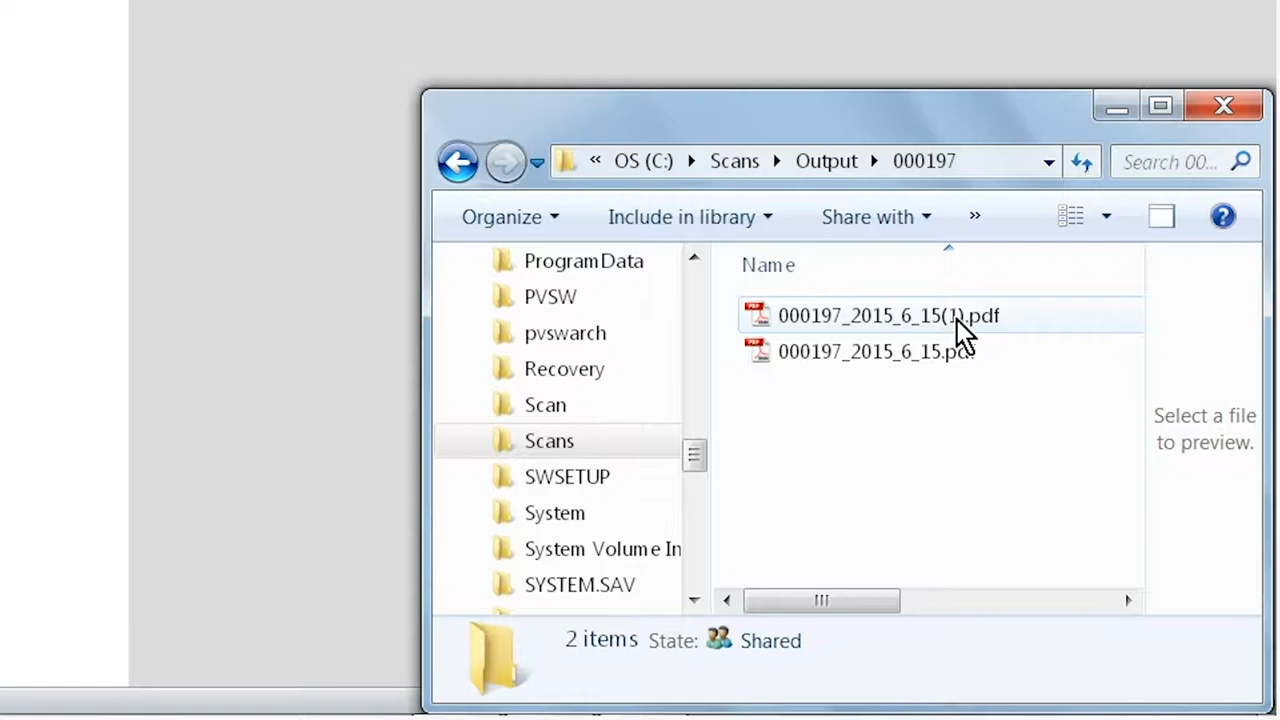 « OS (C:) Scans Output 000197 Search 00...
Organize Include in library Share with »
ProgramData
PVSW
pvswarch
Recovery
Scan
Scans
SWSETUP
System
System Volume In
SYSTEM.SAV
Name
000197_2015_6_15(1).pdf
000197_2015_6_15.pdf
Select a file
to preview.
2 items State: Shared